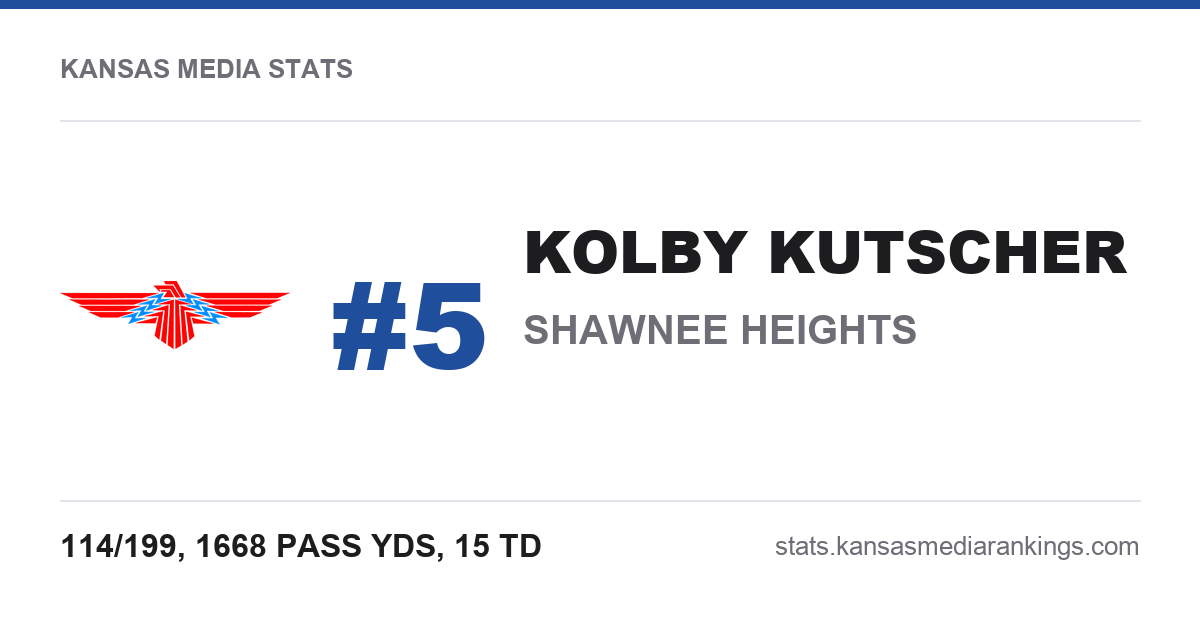 KANSAS MEDIA STATS
#5
KOLBY KUTSCHER
SHAWNEE HEIGHTS
114/199, 1668 PASS YDS, 15 TD
stats.kansasmediarankings.com